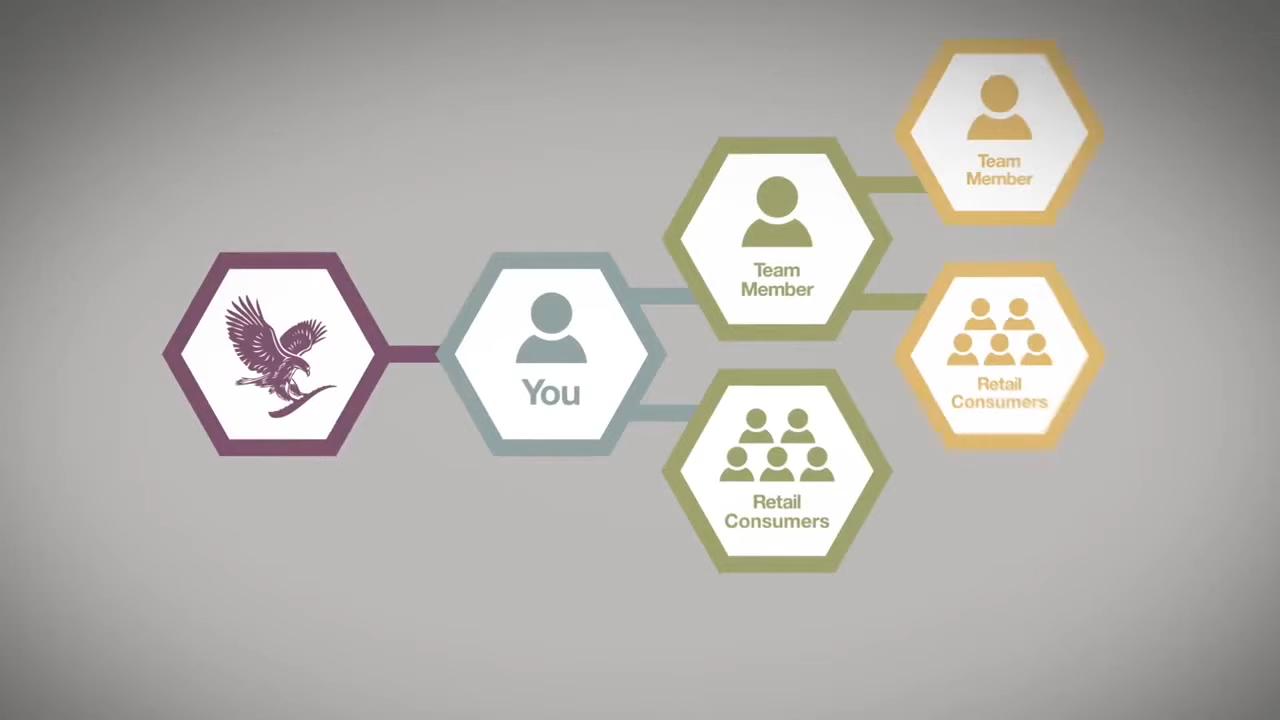 You
Team
Member
Retail
Consumers
Team
Member
Retail
Consumers